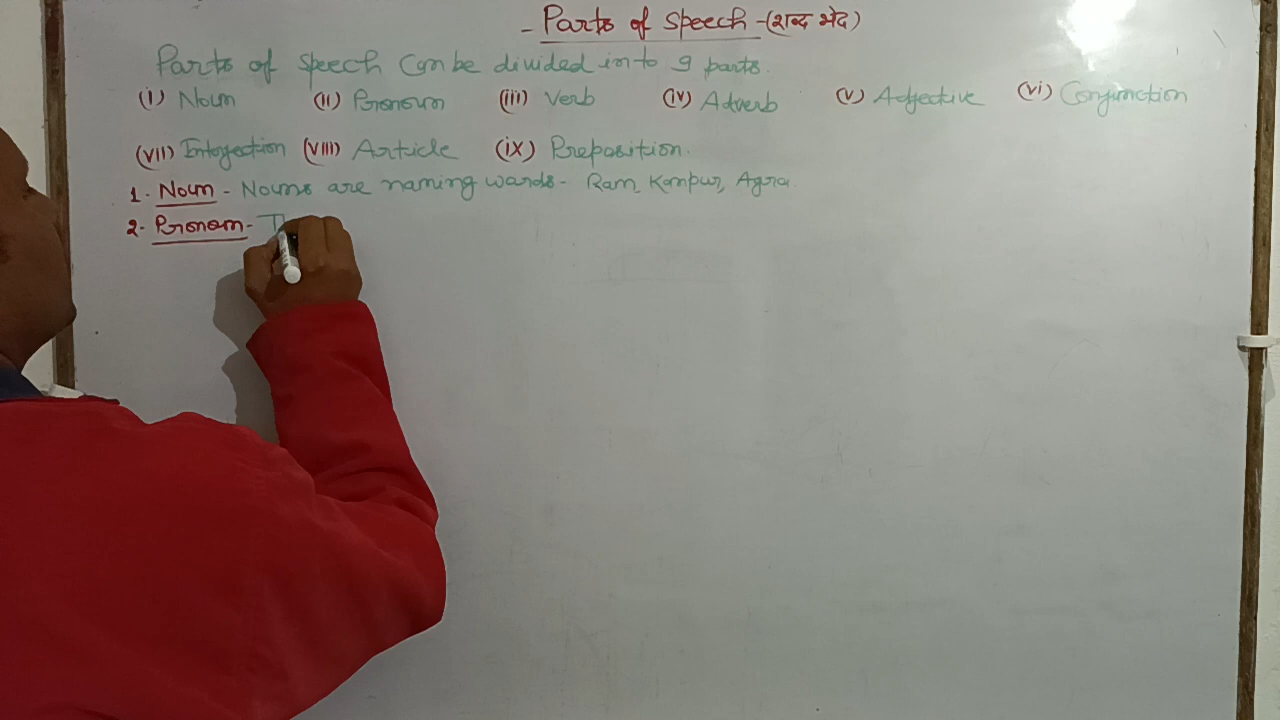 - Parts of Speech - (शब्द भेद)
Parts of speech can be divided into 9 parts.
(i) Noun (ii) Pronoun (iii) Verb (iv) Adverb (v) Adjective (vi) Conjunction
(vii) Interjection (viii) Article (ix) Preposition.
1. Noun - Nouns are naming words - Ram, Kanpur, Agra.
2. Pronoun - T